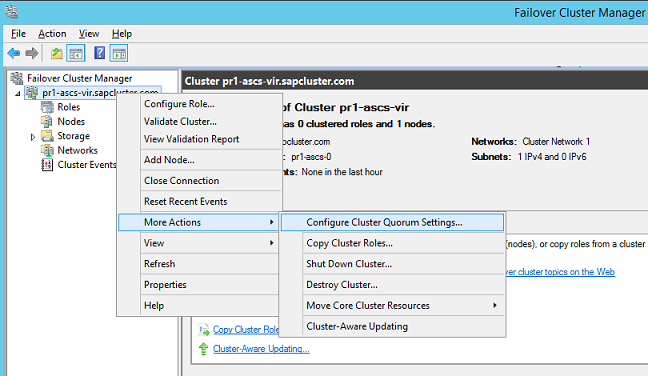 Failover Cluster Manager
File Action View Help
Failover Cluster Manager
pr1-ascs-vir.sapcluster.com
Roles
Nodes
Storage
Networks
Cluster Events
Configure Role...
Validate Cluster...
View Validation Report
Add Node...
Close Connection
Reset Recent Events
More Actions
View
Refresh
Properties
Help
Configure Cluster Quorum Settings...
Copy Cluster Roles...
Shut Down Cluster...
Destroy Cluster...
Move Core Cluster Resources
Cluster-Aware Updating
Cluster pr1-ascs-vir.sapcluster.com
of Cluster pr1-ascs-vir
as 0 clustered roles and 1 nodes.
pcluster.com
Networks: Cluster Network 1
: pr1-ascs-0
Subnets: 1 IPv4 and 0 IPv6
nts: None in the last hour
(nodes), or copy roles from a cluster
ver cluster topics on the Web
Copy Cluster Role
Cluster-Aware Updating...